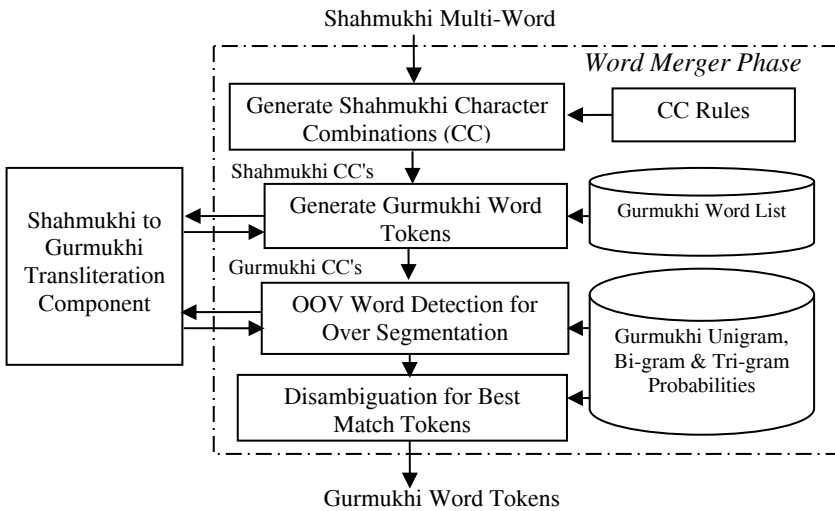 Shahmukhi Multi-Word
Word Merger Phase
Generate Shahmukhi Character
Combinations (CC)
CC Rules
Shahmukhi CC's
Shahmukhi to
Gurmukhi
Transliteration
Component
Generate Gurmukhi Word
Tokens
Gurmukhi Word List
Gurmukhi CC's
OOV Word Detection for
Over Segmentation
Gurmukhi Unigram,
Bi-gram & Tri-gram
Probabilities
Disambiguation for Best
Match Tokens
Gurmukhi Word Tokens